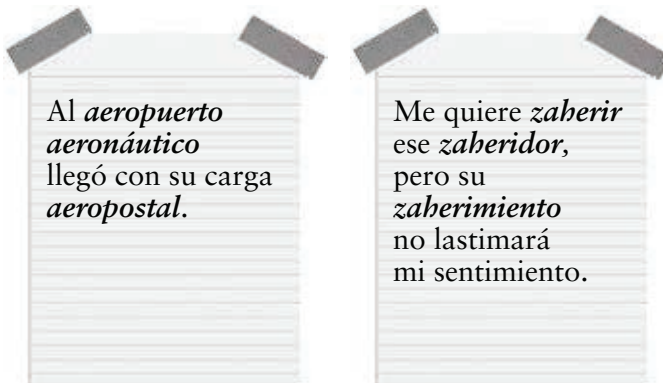 Al aeropuerto
aeronáutico
llegó con su carga
aeropostal.
Me quiere zaherir
ese zaheridor,
pero su
zaherimiento
no lastimará
mi sentimiento.